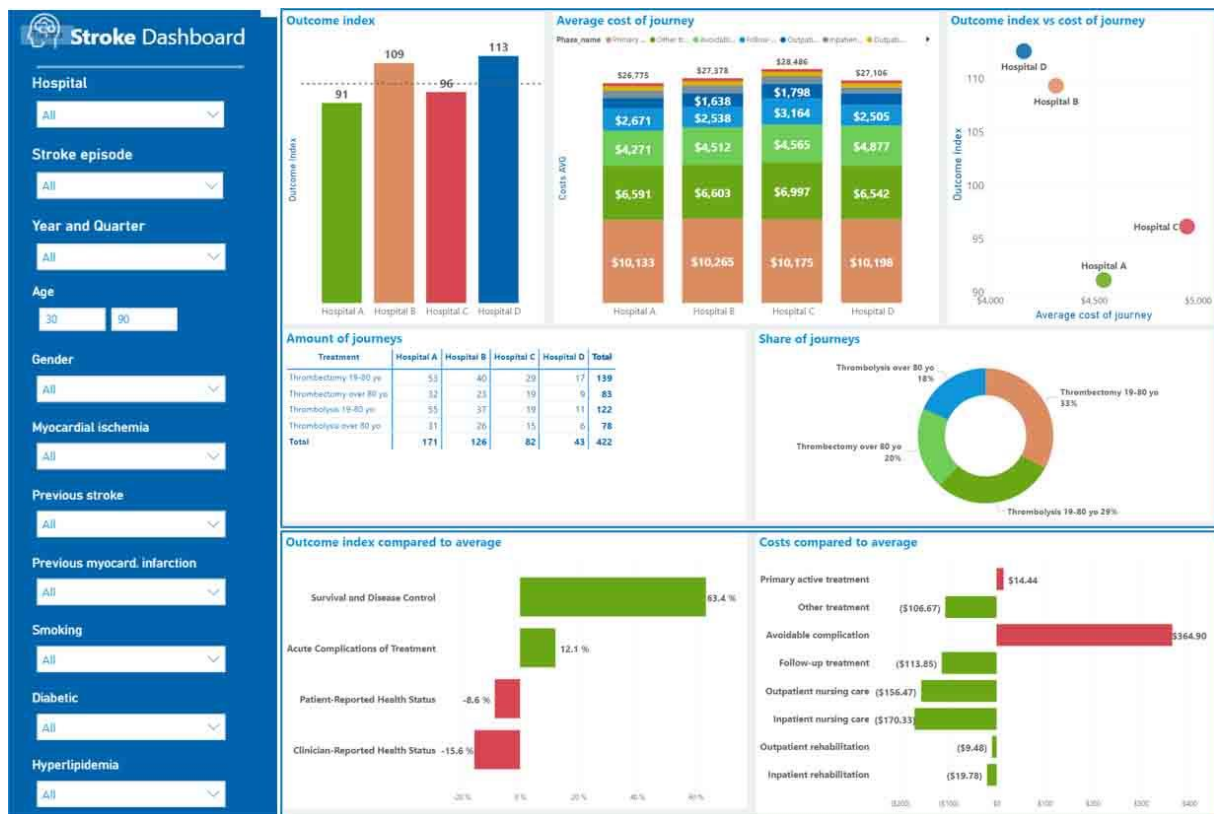 Stroke Dashboard
Hospital
All
Stroke episode
All
Year and Quarter
All
Age
30 90
Gender
All
Myocardial ischemia
All
Previous stroke
All
Previous myocard. infarction
All
Smoking
All
Diabetic
All
Hyperlipidemia
All
Outcome index
Outcome Index
91
109
96
113
Hospital A Hospital B Hospital C Hospital D
Average cost of journey
Phase_name Primary ... Other tr... Avoidabl... Follow-... Outpati... Inpatien... Outpati...
Costs AVG
$26,775 $27,378 $28,486 $27,106
$1,638 $1,798
$2,671 $2,538 $3,164 $2,505
$4,271 $4,512 $4,565 $4,877
$6,591 $6,603 $6,997 $6,542
$10,133 $10,265 $10,175 $10,198
Hospital A Hospital B Hospital C Hospital D
Outcome index vs cost of journey
Outcome index
110
105
100
95
90
Hospital D
Hospital B
Hospital C
Hospital A
$4,000 $4,500 $5,000
Average cost of journey
Amount of journeys
Treatment Hospital A Hospital B Hospital C Hospital D Total
Thrombectomy 19-80 yo 53 40 29 17 139
Thrombectomy over 80 yo 32 23 19 9 83
Thrombolysis 19-80 yo 55 37 19 11 122
Thrombolysis over 80 yo 31 26 15 6 78
Total 171 126 82 43 422
Share of journeys
Thrombolysis over 80 yo
18%
Thrombectomy 19-80 yo
33%
Thrombectomy over 80 yo
20%
Thrombolysis 19-80 yo 29%
Outcome index compared to average
Survival and Disease Control 63.4 %
Acute Complications of Treatment 12.1 %
Patient-Reported Health Status -8.6 %
Clinician-Reported Health Status -15.6 %
-20 % 0 % 20 % 40 % 60 %
Costs compared to average
Primary active treatment $14.44
Other treatment ($106.67)
Avoidable complication $364.90
Follow-up treatment ($113.85)
Outpatient nursing care ($156.47)
Inpatient nursing care ($170.33)
Outpatient rehabilitation ($9.48)
Inpatient rehabilitation ($19.78)
($200) ($100) $0 $100 $200 $300 $400